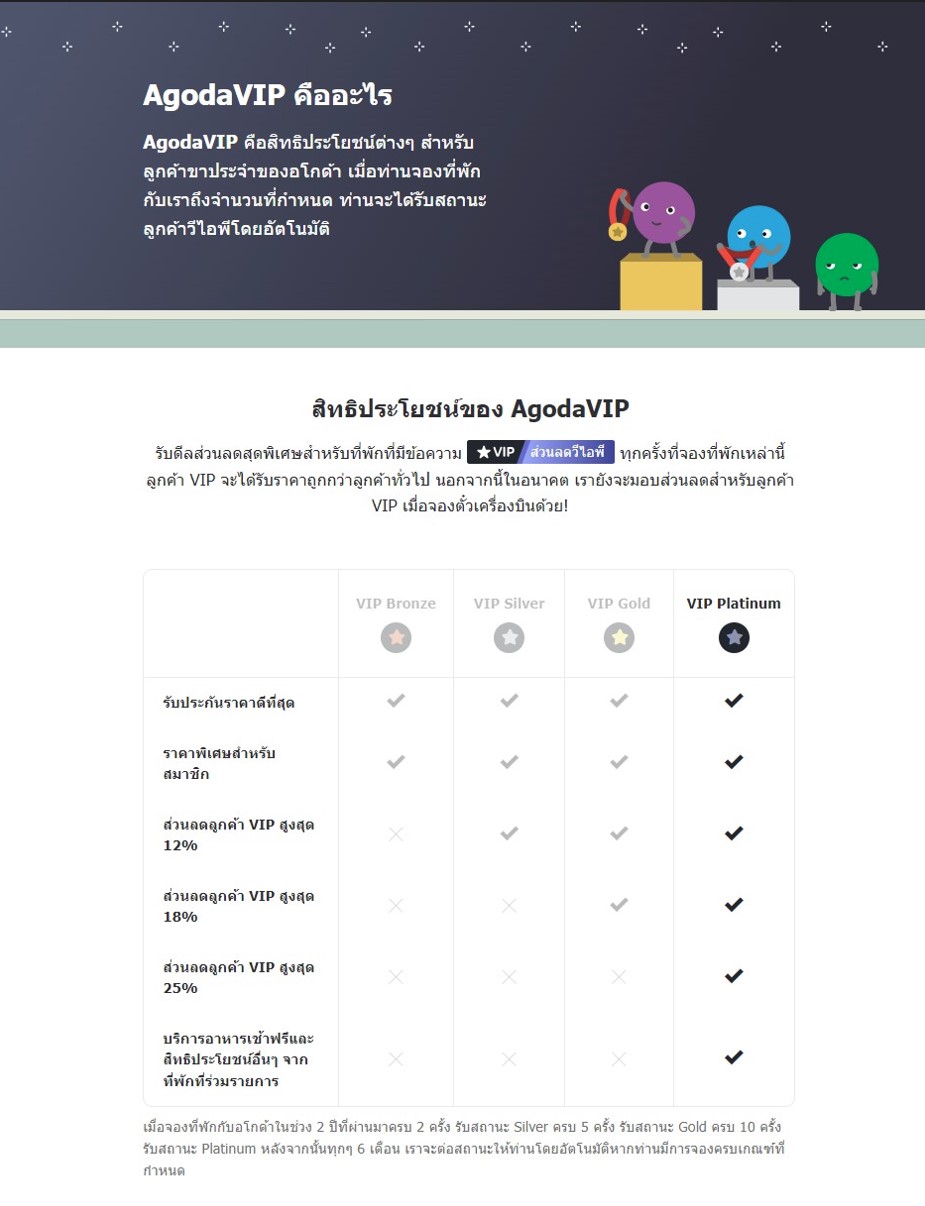 AgodaVIP คืออะไร
AgodaVIP คือสิทธิประโยชน์ต่างๆ สำหรับ
ลูกค้าขาประจำของอโกด้า เมื่อท่านจองที่พัก
กับเราถึงจำนวนที่กำหนด ท่านจะได้รับสถานะ
ลูกค้าวีไอพีโดยอัตโนมัติ
สิทธิประโยชน์ของ AgodaVIP
รับดีลส่วนลดสุดพิเศษสำหรับที่พักที่มีข้อความ VIP ส่วนลดวีไอพี ทุกครั้งที่จองที่พักเหล่านี้
ลูกค้า VIP จะได้รับราคาถูกกว่าลูกค้าทั่วไป นอกจากนี้ในอนาคต เรายังจะมอบส่วนลดสำหรับลูกค้า
VIP เมื่อจองตั๋วเครื่องบินด้วย!
VIP Bronze VIP Silver VIP Gold VIP Platinum
รับประกันราคาดีที่สุด
ราคาพิเศษสำหรับ
สมาชิก
ส่วนลดลูกค้า VIP สูงสุด
12%
ส่วนลดลูกค้า VIP สูงสุด
18%
ส่วนลดลูกค้า VIP สูงสุด
25%
บริการอาหารเช้าฟรีและ
สิทธิประโยชน์อื่นๆ จาก
ที่พักที่ร่วมรายการ
เมื่อจองที่พักกับอโกด้าในช่วง 2 ปีที่ผ่านมาครบ 2 ครั้ง รับสถานะ Silver ครบ 5 ครั้ง รับสถานะ Gold ครบ 10 ครั้ง
รับสถานะ Platinum หลังจากนั้นทุกๆ 6 เดือน เราจะต่อสถานะให้ท่านโดยอัตโนมัติหากท่านมีการจองครบเกณฑ์ที่
กำหนด